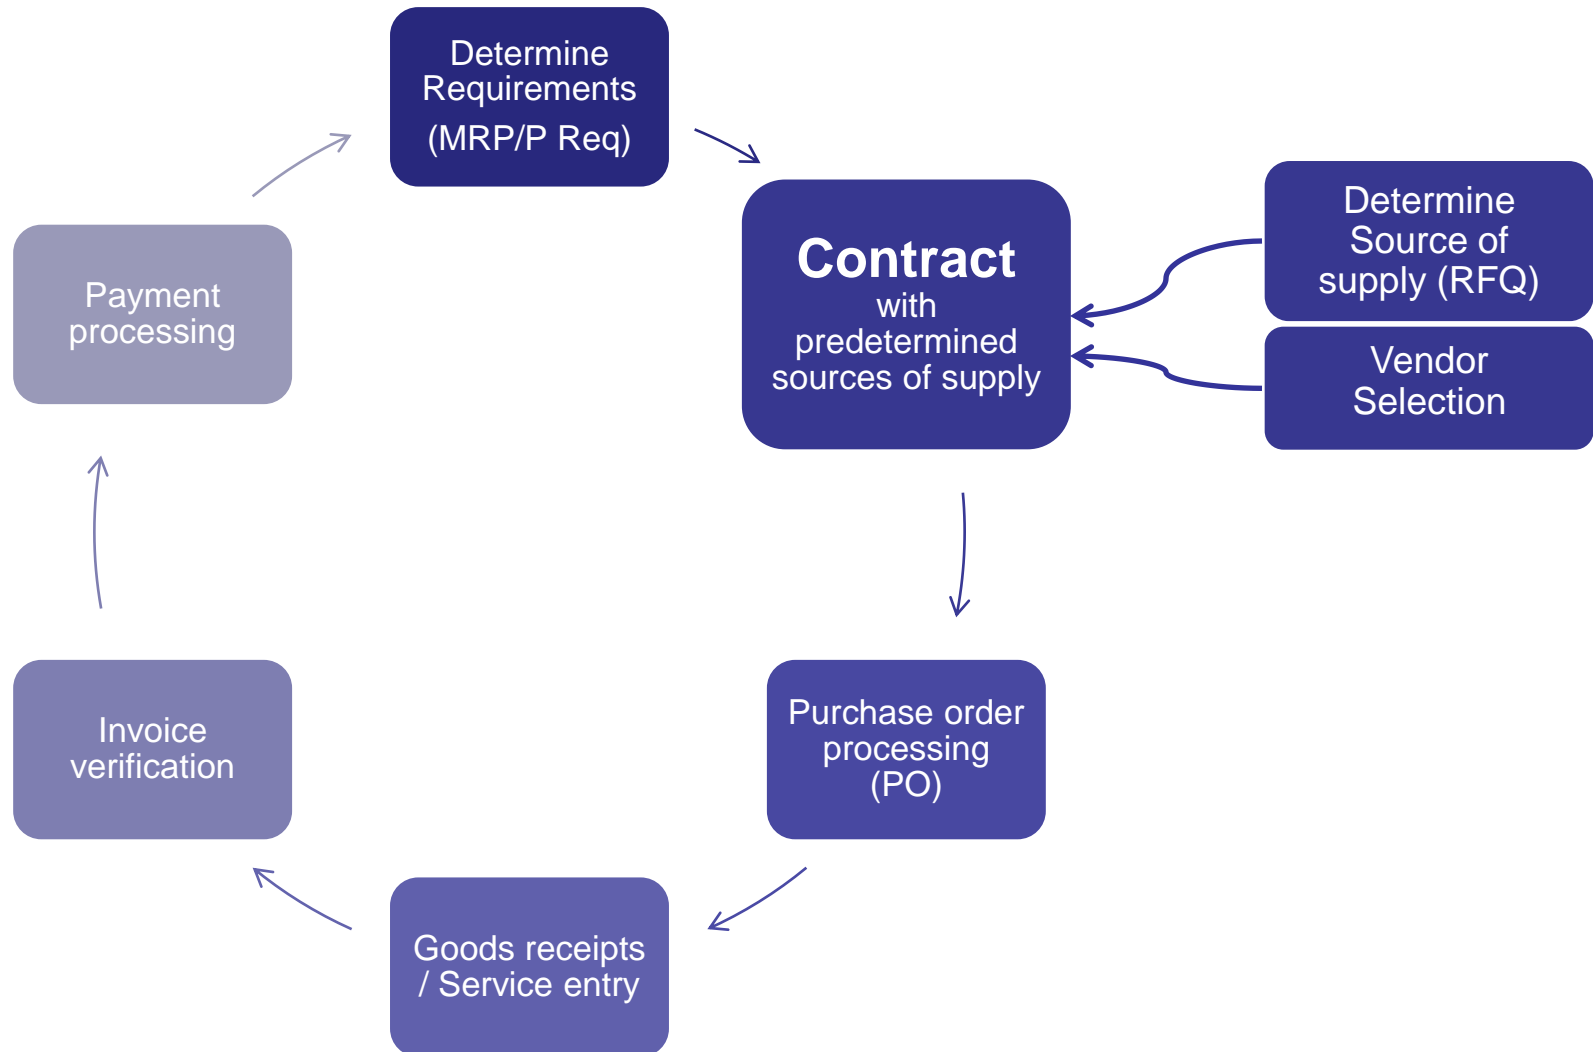 Determine
Requirements
(MRP/P Req)
Contract
with
predetermined
sources of supply
Determine
Source of
supply (RFQ)
Vendor
Selection
Payment
processing
Purchase order
processing
(PO)
Invoice
verification
Goods receipts
/ Service entry